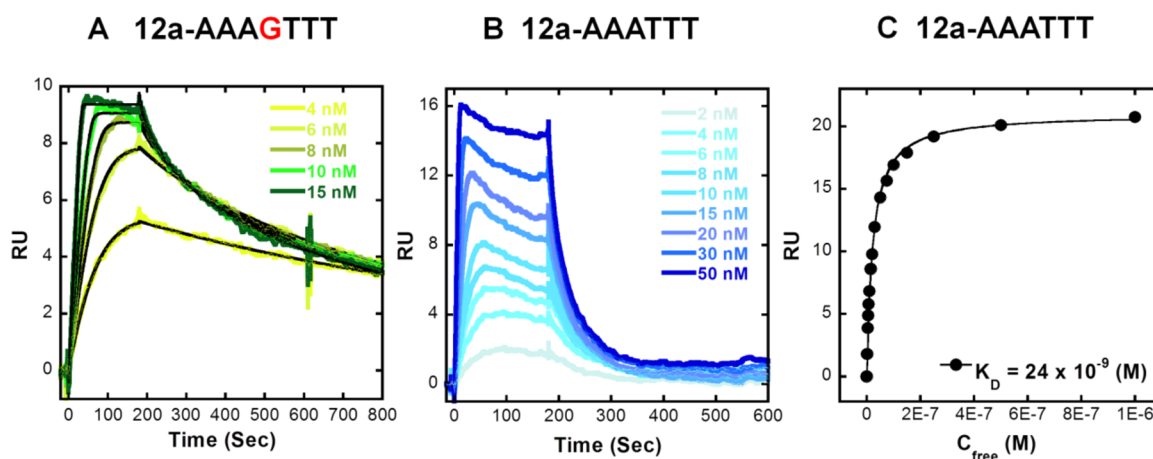 A 12a-AAAGTTT
B 12a-AAATTT
C 12a-AAATTT
10
8
6
4
2
0
RU
4 nM
6 nM
8 nM
10 nM
15 nM
0 100 200 300 400 500 600 700 800
Time (Sec)
16
12
8
4
0
RU
2 nM
4 nM
6 nM
8 nM
10 nM
15 nM
20 nM
30 nM
50 nM
0 100 200 300 400 500 600
Time (Sec)
20
15
10
5
0
RU
K_D = 24 x 10⁻⁹ (M)
0 2E-7 4E-7 6E-7 8E-7 1E-6
C_free (M)